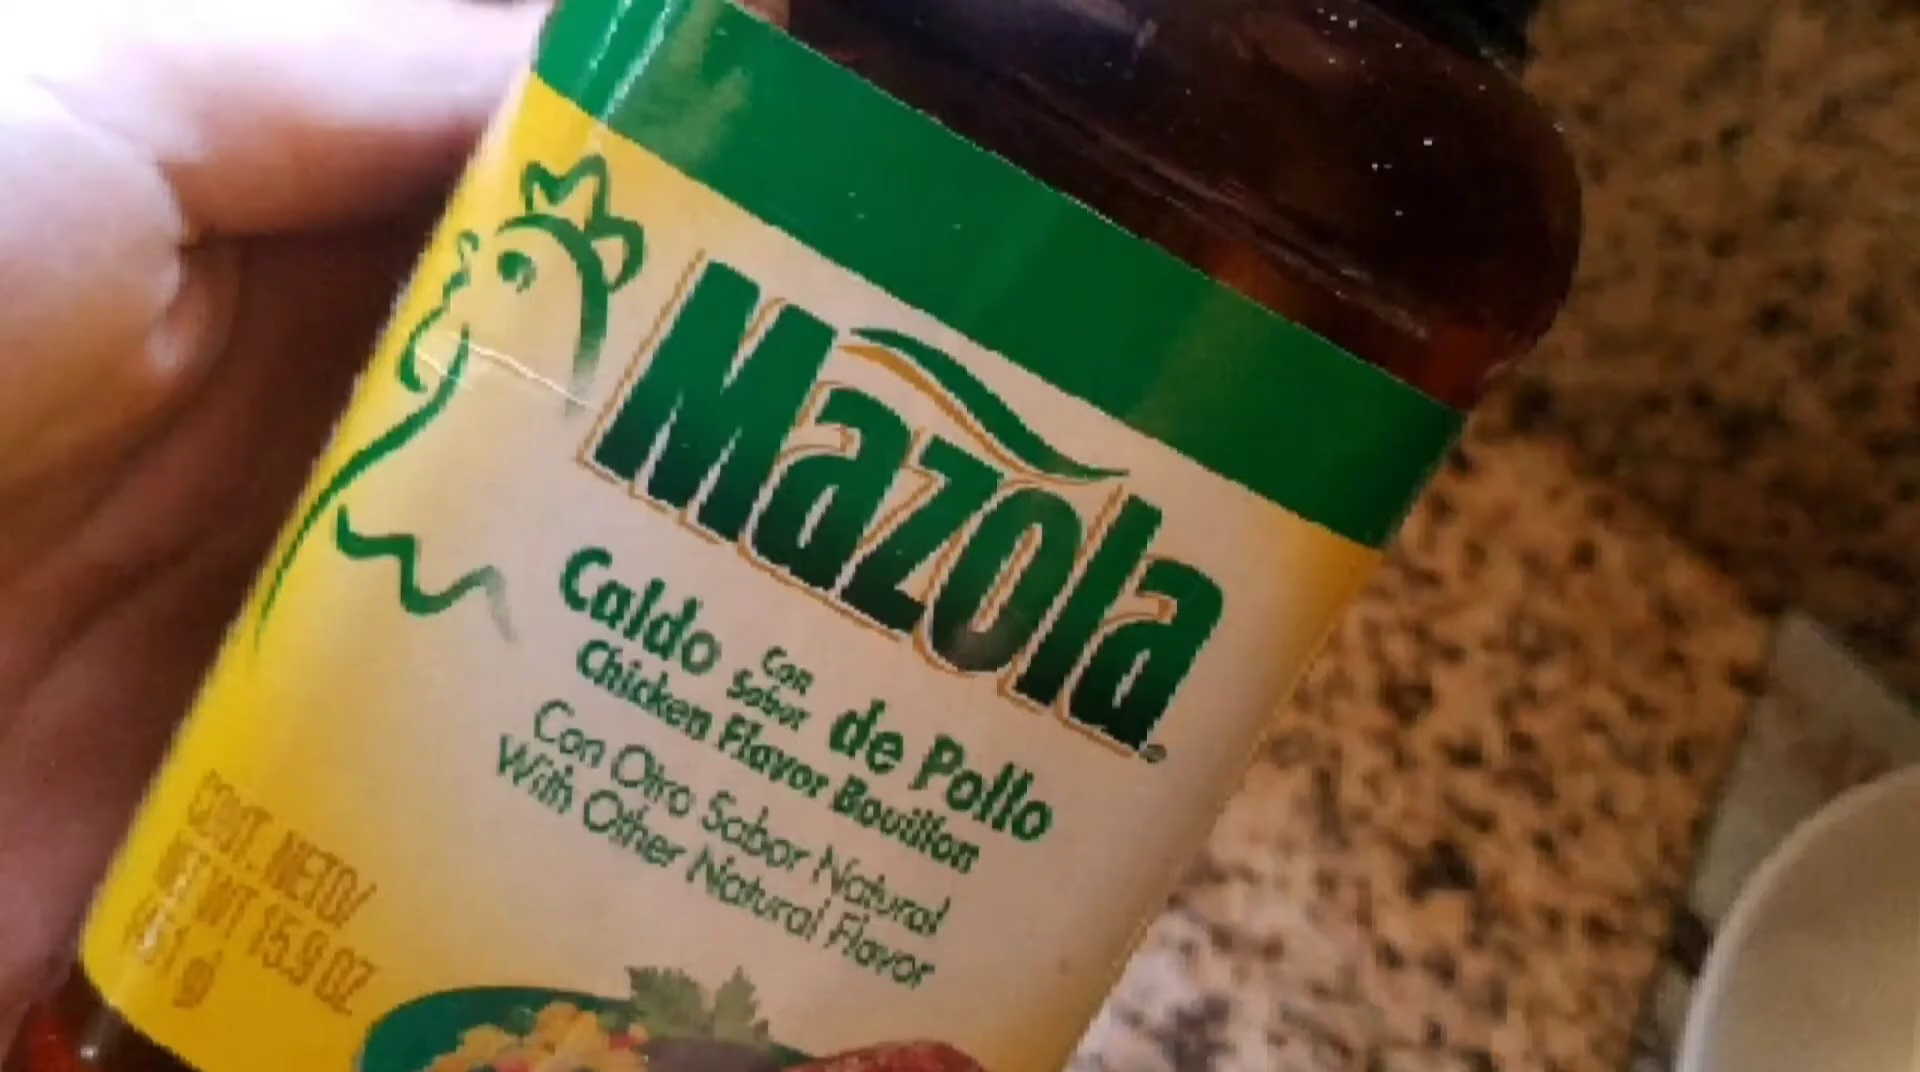 Mazola
Caldo Con Sabor de Pollo
Chicken Flavor Bouillon
Con Otro Sabor Natural
With Other Natural Flavor
CONT. NETO/
NET WT 15.9 OZ
(451 g)